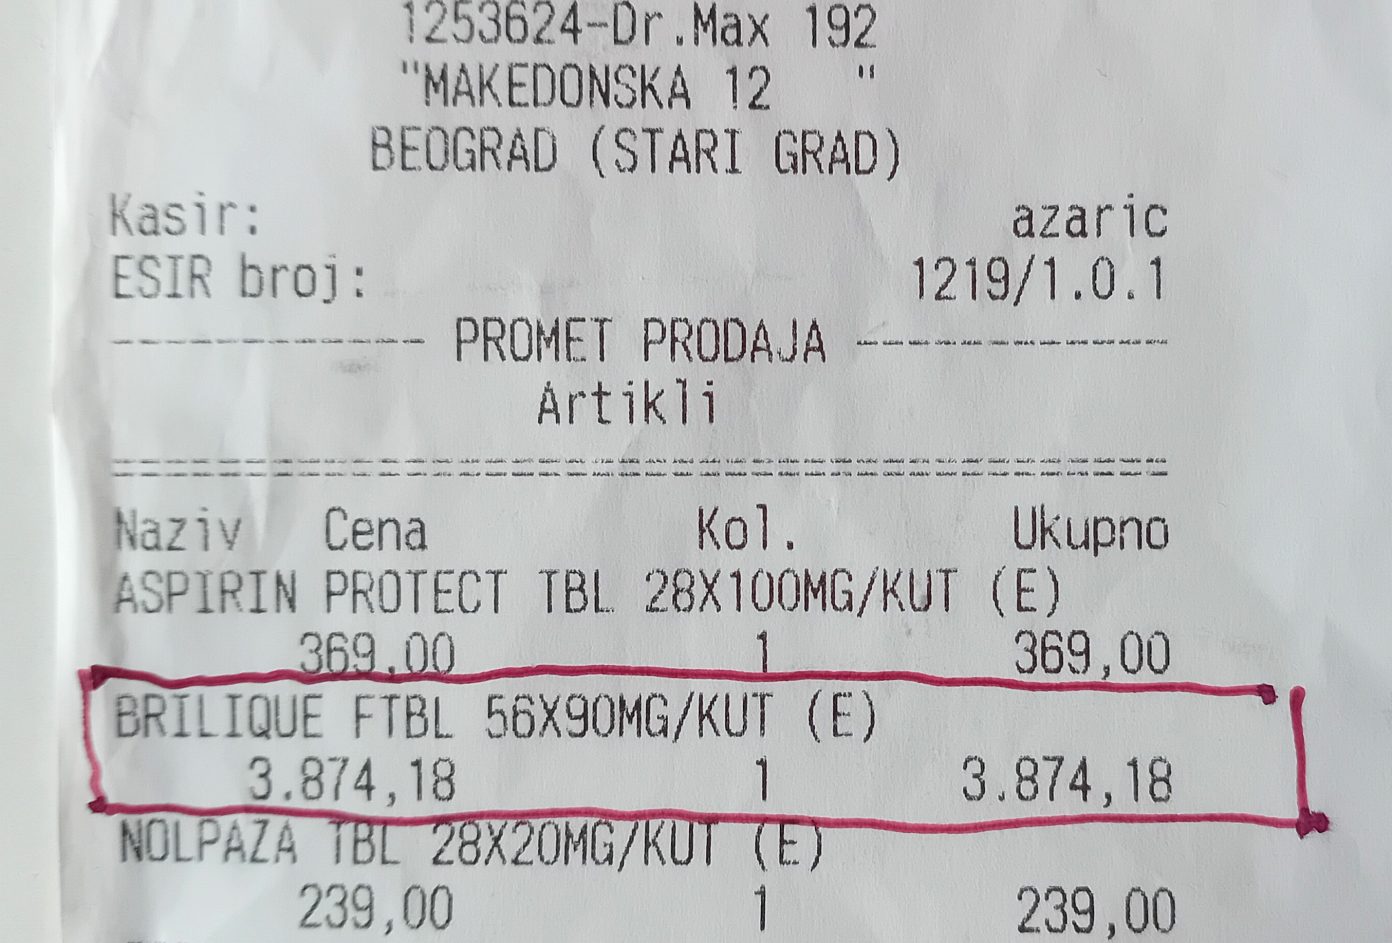 1253624-Dr.Max 192
"MAKEDONSKA 12 "
BEOGRAD (STARI GRAD)
Kasir: azaric
ESIR broj: 1219/1.0.1
------------ PROMET PRODAJA ------------
Artikli
========================================
Naziv Cena Kol. Ukupno
ASPIRIN PROTECT TBL 28X100MG/KUT (E)
369,00 1 369,00
BRILIQUE FTBL 56X90MG/KUT (E)
3.874,18 1 3.874,18
NOLPAZA TBL 28X20MG/KUT (E)
239,00 1 239,00